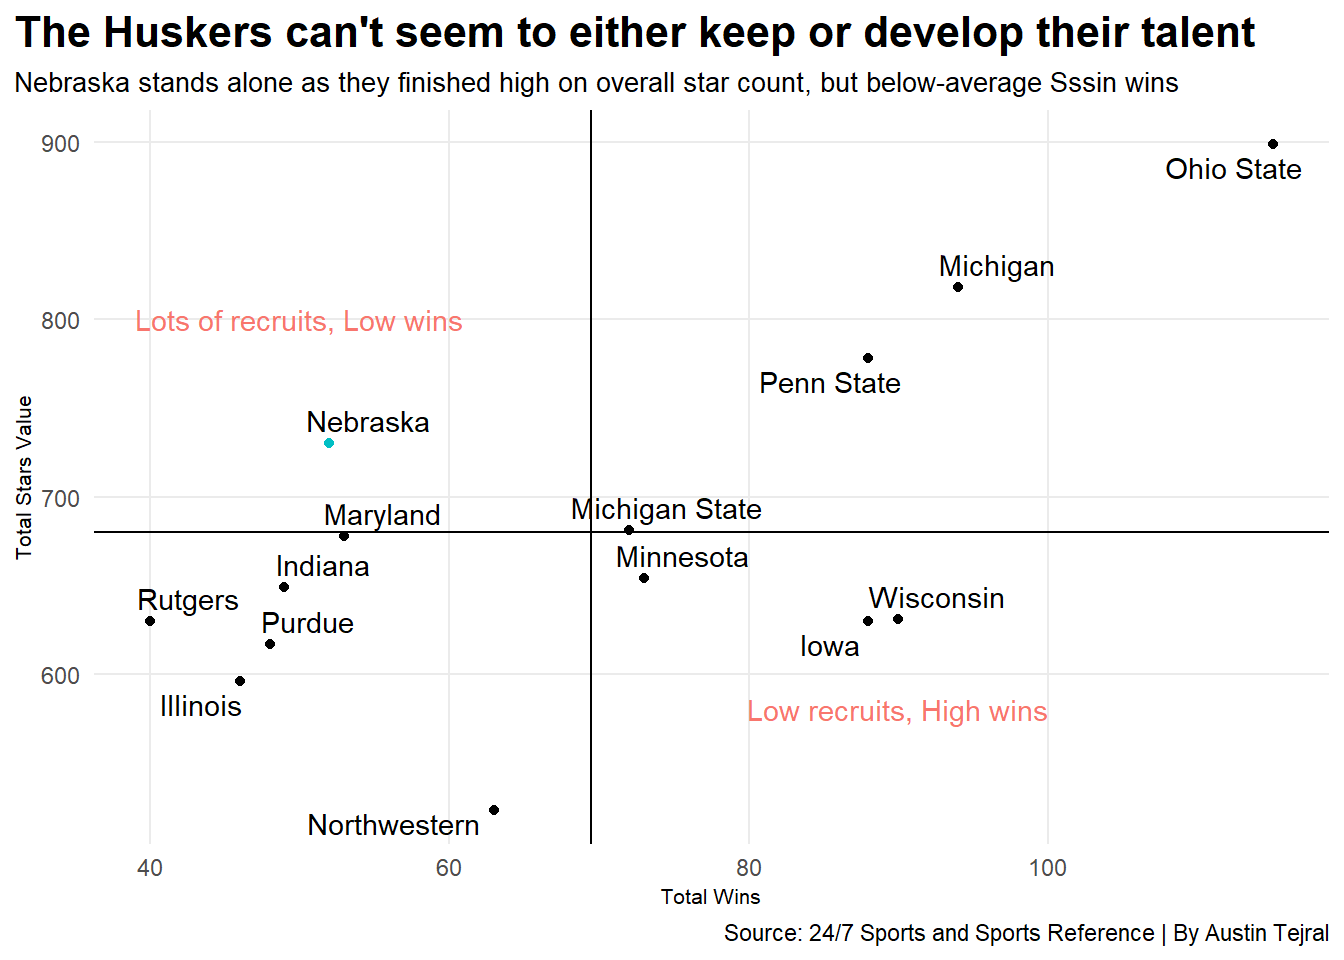 The Huskers can't seem to either keep or develop their talent
Nebraska stands alone as they finished high on overall star count, but below-average Sssin wins
900
Ohio State
Michigan
800
Lots of recruits, Low wins
Penn State
Nebraska
Total Stars Value
700
Michigan State
Maryland
Minnesota
Indiana
Rutgers
Wisconsin
Purdue
Iowa
600
Illinois
Low recruits, High wins
Northwestern
40
60
80
100
Total Wins
Source: 24/7 Sports and Sports Reference | By Austin Tejral